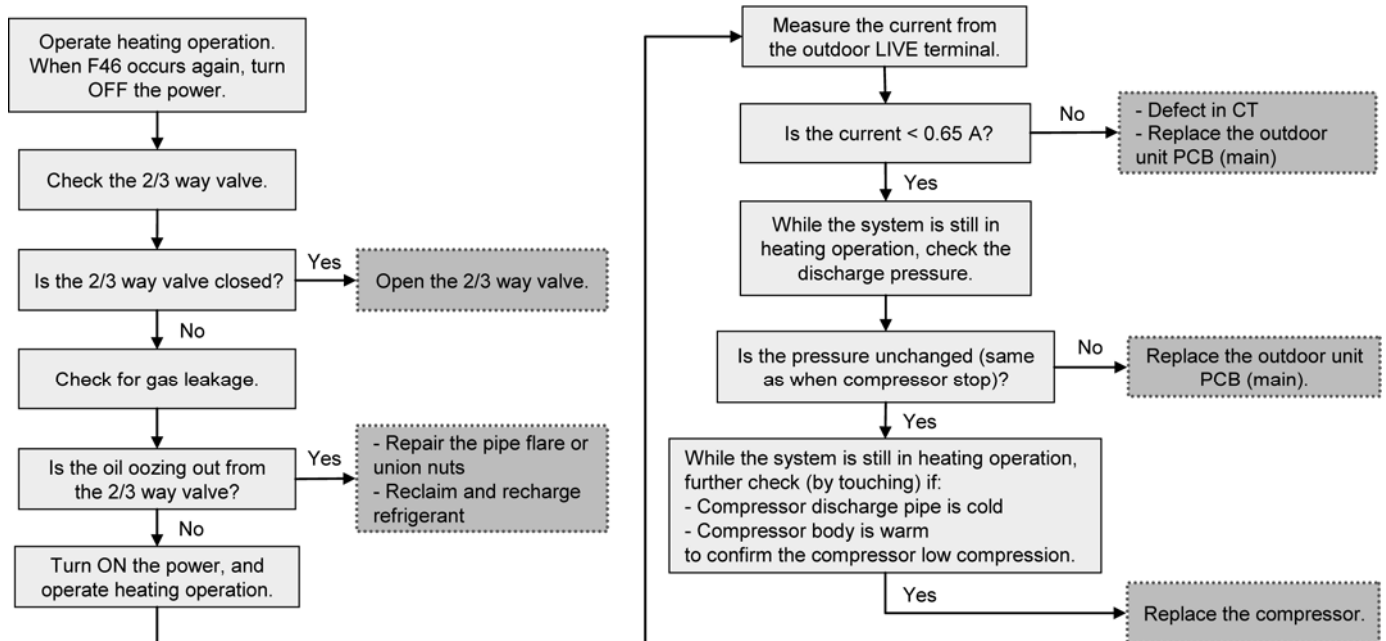 Operate heating operation.
When F46 occurs again, turn
OFF the power.
Check the 2/3 way valve.
Is the 2/3 way valve closed?
Yes
Open the 2/3 way valve.
No
Check for gas leakage.
Is the oil oozing out from
the 2/3 way valve?
Yes
- Repair the pipe flare or
union nuts
- Reclaim and recharge
refrigerant
No
Turn ON the power, and
operate heating operation.
Measure the current from
the outdoor LIVE terminal.
Is the current < 0.65 A?
No
- Defect in CT
- Replace the outdoor
unit PCB (main)
Yes
While the system is still in
heating operation, check the
discharge pressure.
Is the pressure unchanged (same
as when compressor stop)?
No
Replace the outdoor unit
PCB (main).
Yes
While the system is still in heating operation,
further check (by touching) if:
- Compressor discharge pipe is cold
- Compressor body is warm
to confirm the compressor low compression.
Yes
Replace the compressor.